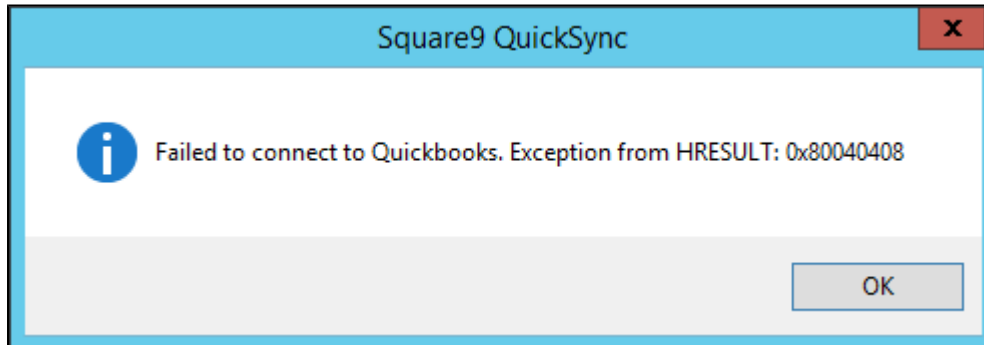 Square9 QuickSync
x
Failed to connect to Quickbooks. Exception from HRESULT: 0x80040408
OK